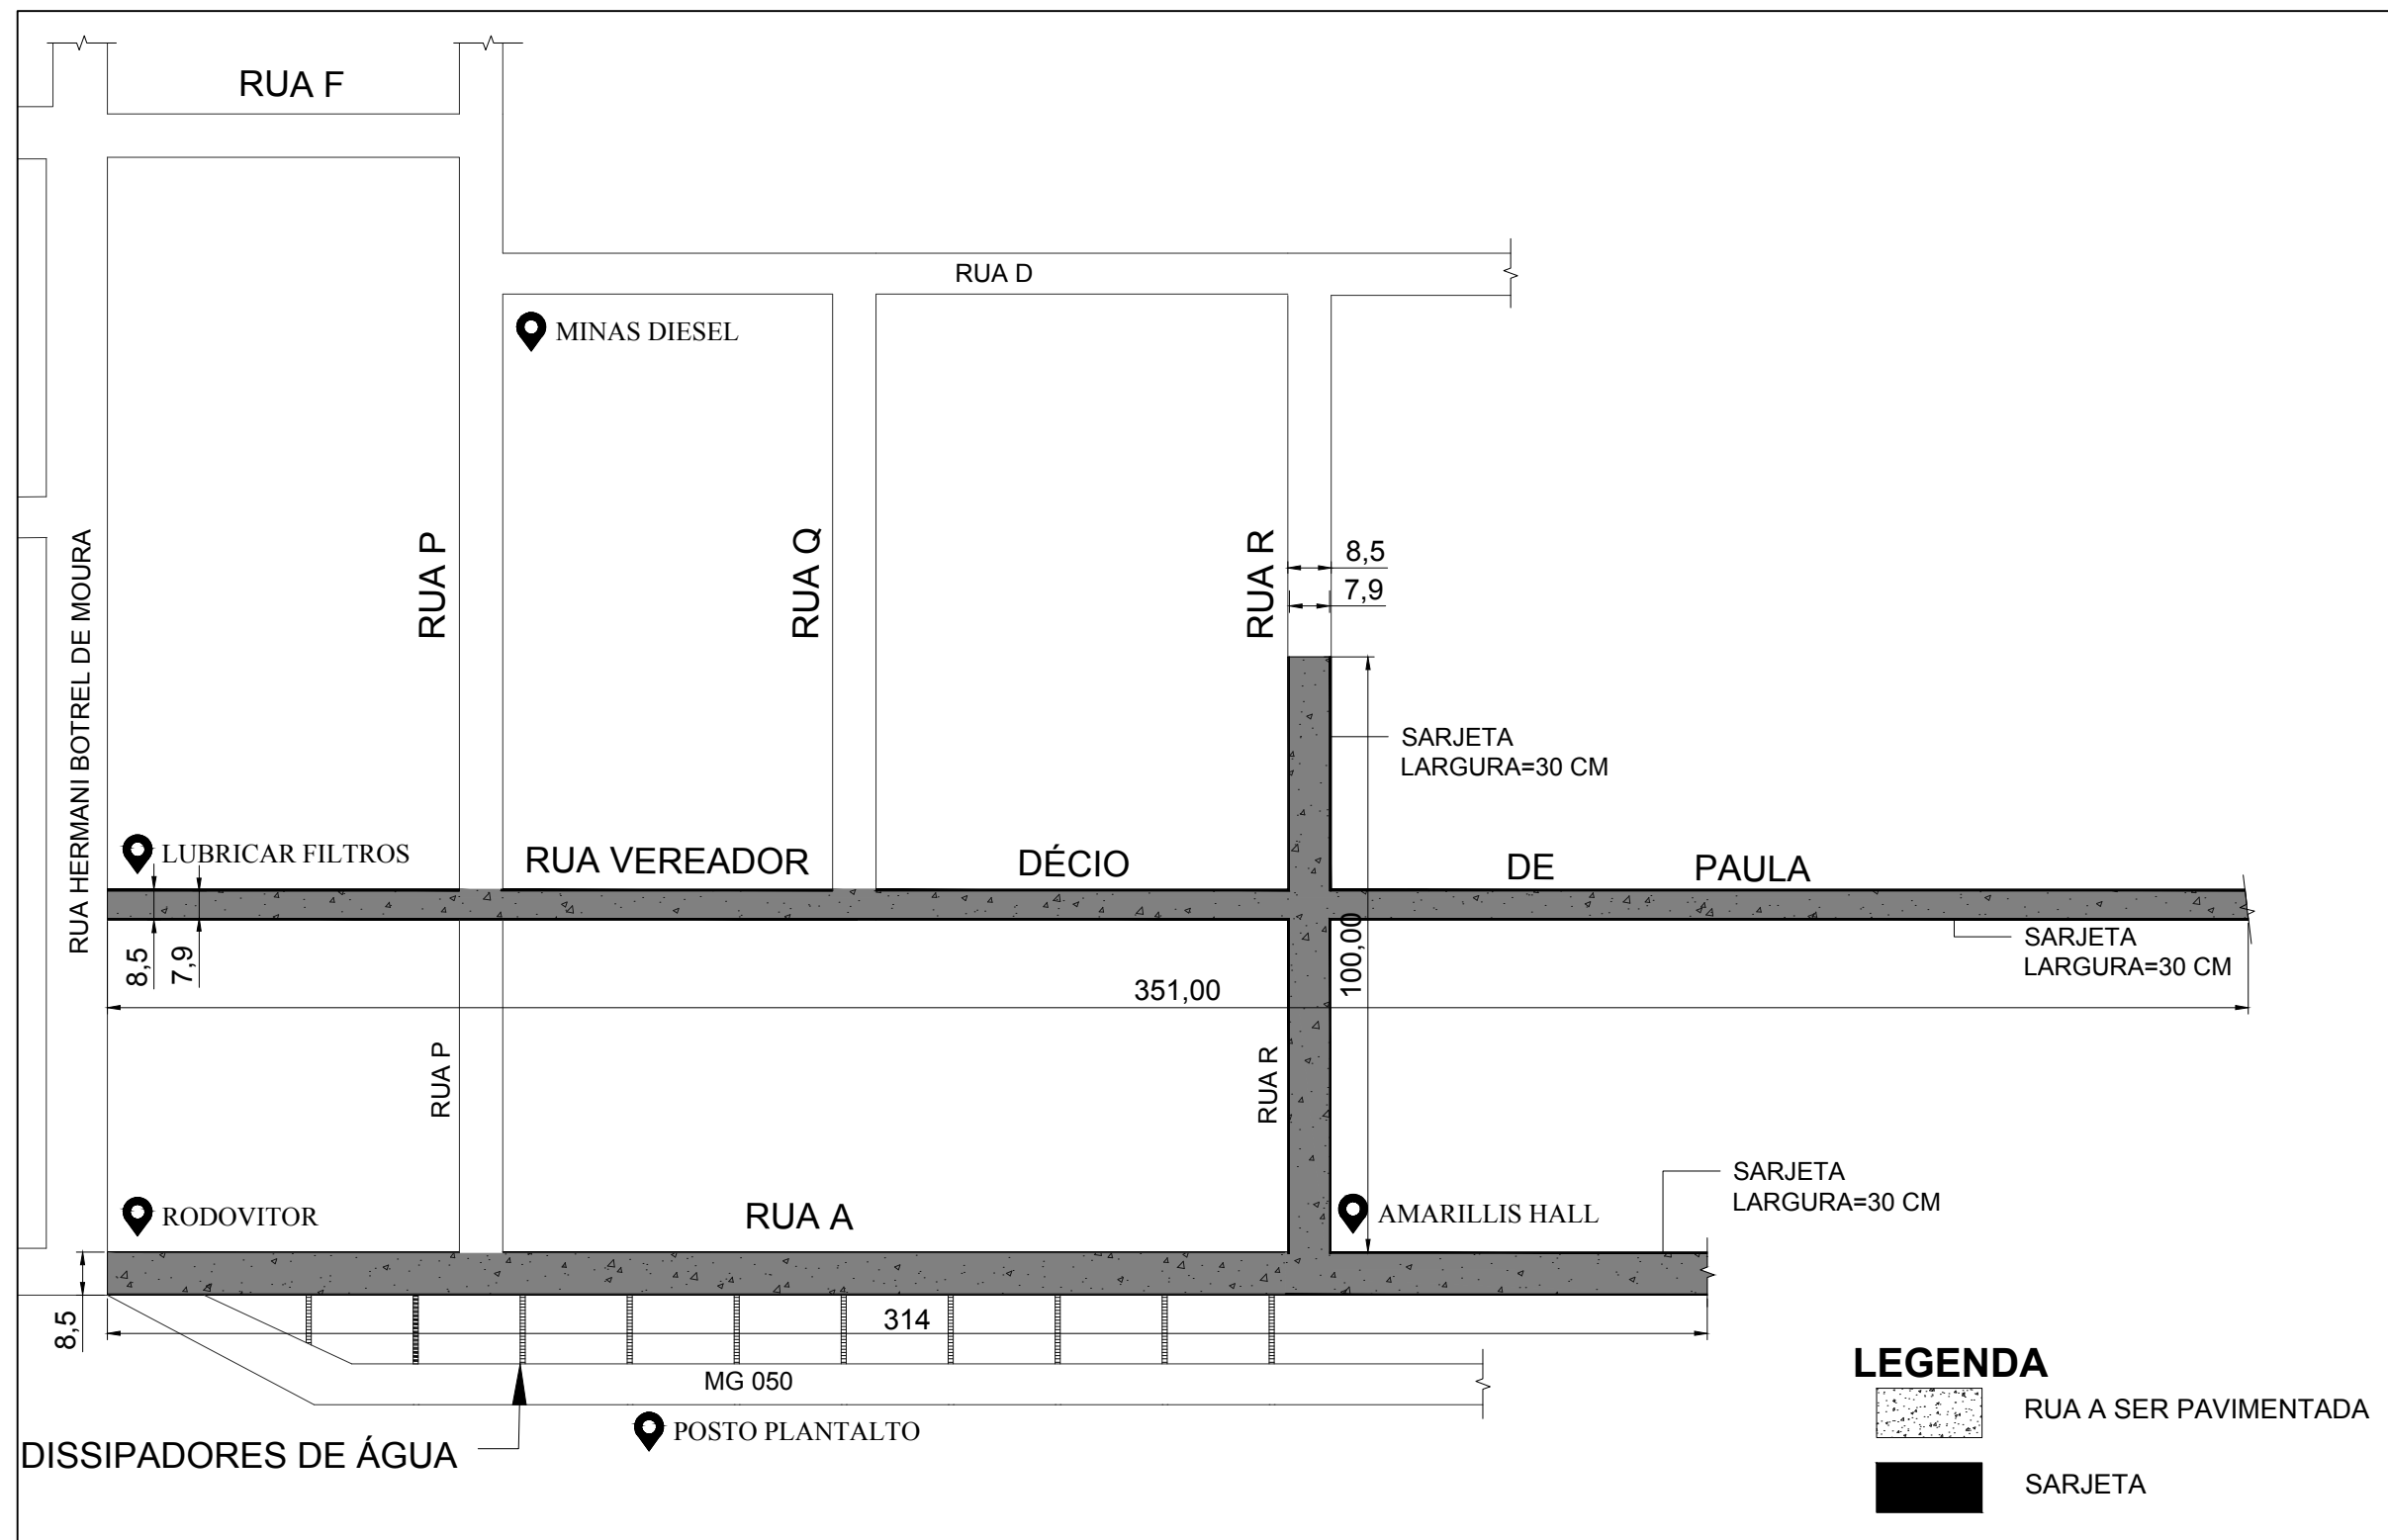 RUA F
RUA D
MINAS DIESEL
RUA HERMANI BOTREL DE MOURA
RUA P
RUA Q
RUA R
8,5
7,9
SARJETA
LARGURA=30 CM
LUBRICAR FILTROS
RUA VEREADOR
DÉCIO
DE
PAULA
8,5
7,9
100,00
SARJETA
LARGURA=30 CM
351,00
RUA P
RUA R
SARJETA
LARGURA=30 CM
RODOVITOR
RUA A
AMARILLIS HALL
8,5
314
MG 050
POSTO PLANTALTO
DISSIPADORES DE ÁGUA
LEGENDA
RUA A SER PAVIMENTADA
SARJETA